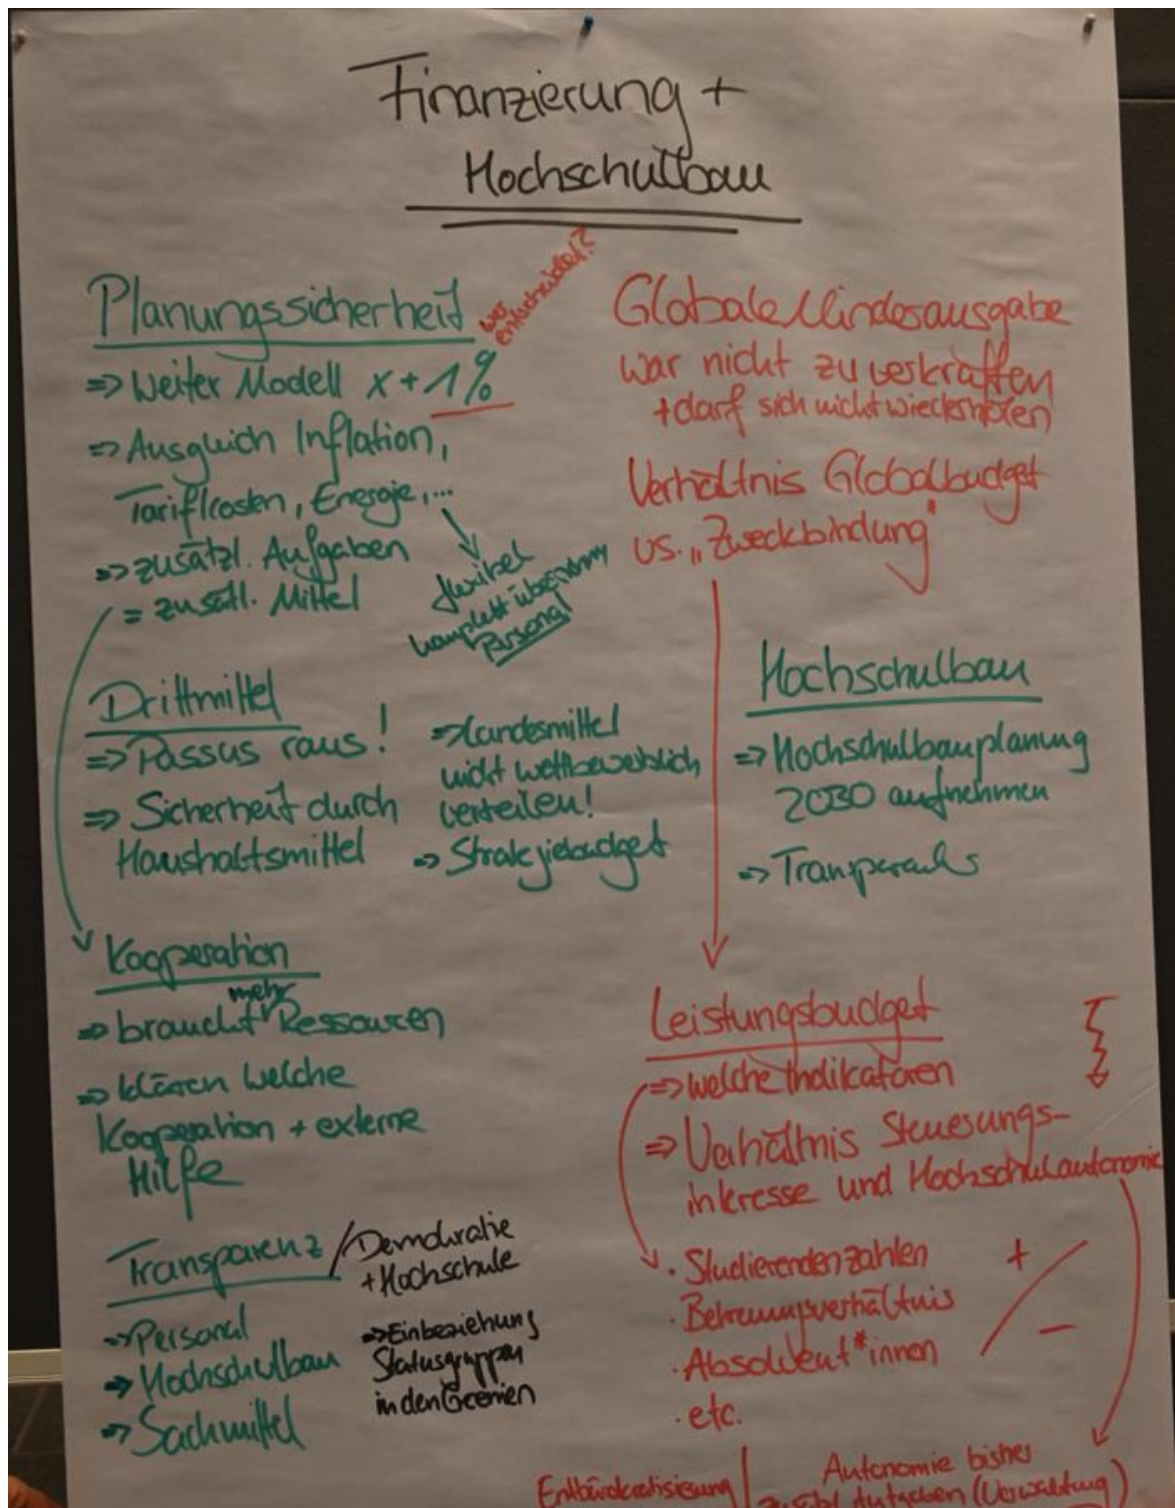 Finanzierung +
Hochschulbau
Planungssicherheit
wer
entscheidet?
=> Weiter Modell x + 1%
=> Ausgleich Inflation,
Tarifkosten, Energie, ...
=> zusätzl. Aufgaben
= zusätl. Mittel
flexibel
komplett
Personal
Drittmittel
=> Passus raus!
=> Sicherheit durch
Haushaltsmittel
=> Landesmittel
nicht wettbewerblich
verteilen!
=> Strategiebudget
Kooperation
=> braucht mehr Ressourcen
=> klären welche
Kooperation + externe
Hilfe
Transparenz / Demokratie
+ Hochschule
=> Personal
=> Hochschulbau
=> Sachmittel
=> Einbeziehung
Statusgruppen
in den Gremien
Globale Minderausgabe
war nicht zu verkraften
+ darf sich nicht wiederholen
Verhältnis Globalbudget
vs. „Zweckbindung"
Hochschulbau
=> Hochschulbauplanung
2030 aufnehmen
=> Tranparenz
Leistungsbudget
=> welche Indikatoren
=> Verhältnis Steuerungs-
interesse und Hochschulautonomie
· Studierendenzahlen
· Betreuungsverhältnis
· Absolvent*innen
· etc.
+
-
Entbürokratisierung
Autonomie bisher
zusätzl. Aufgaben (Verwaltung)